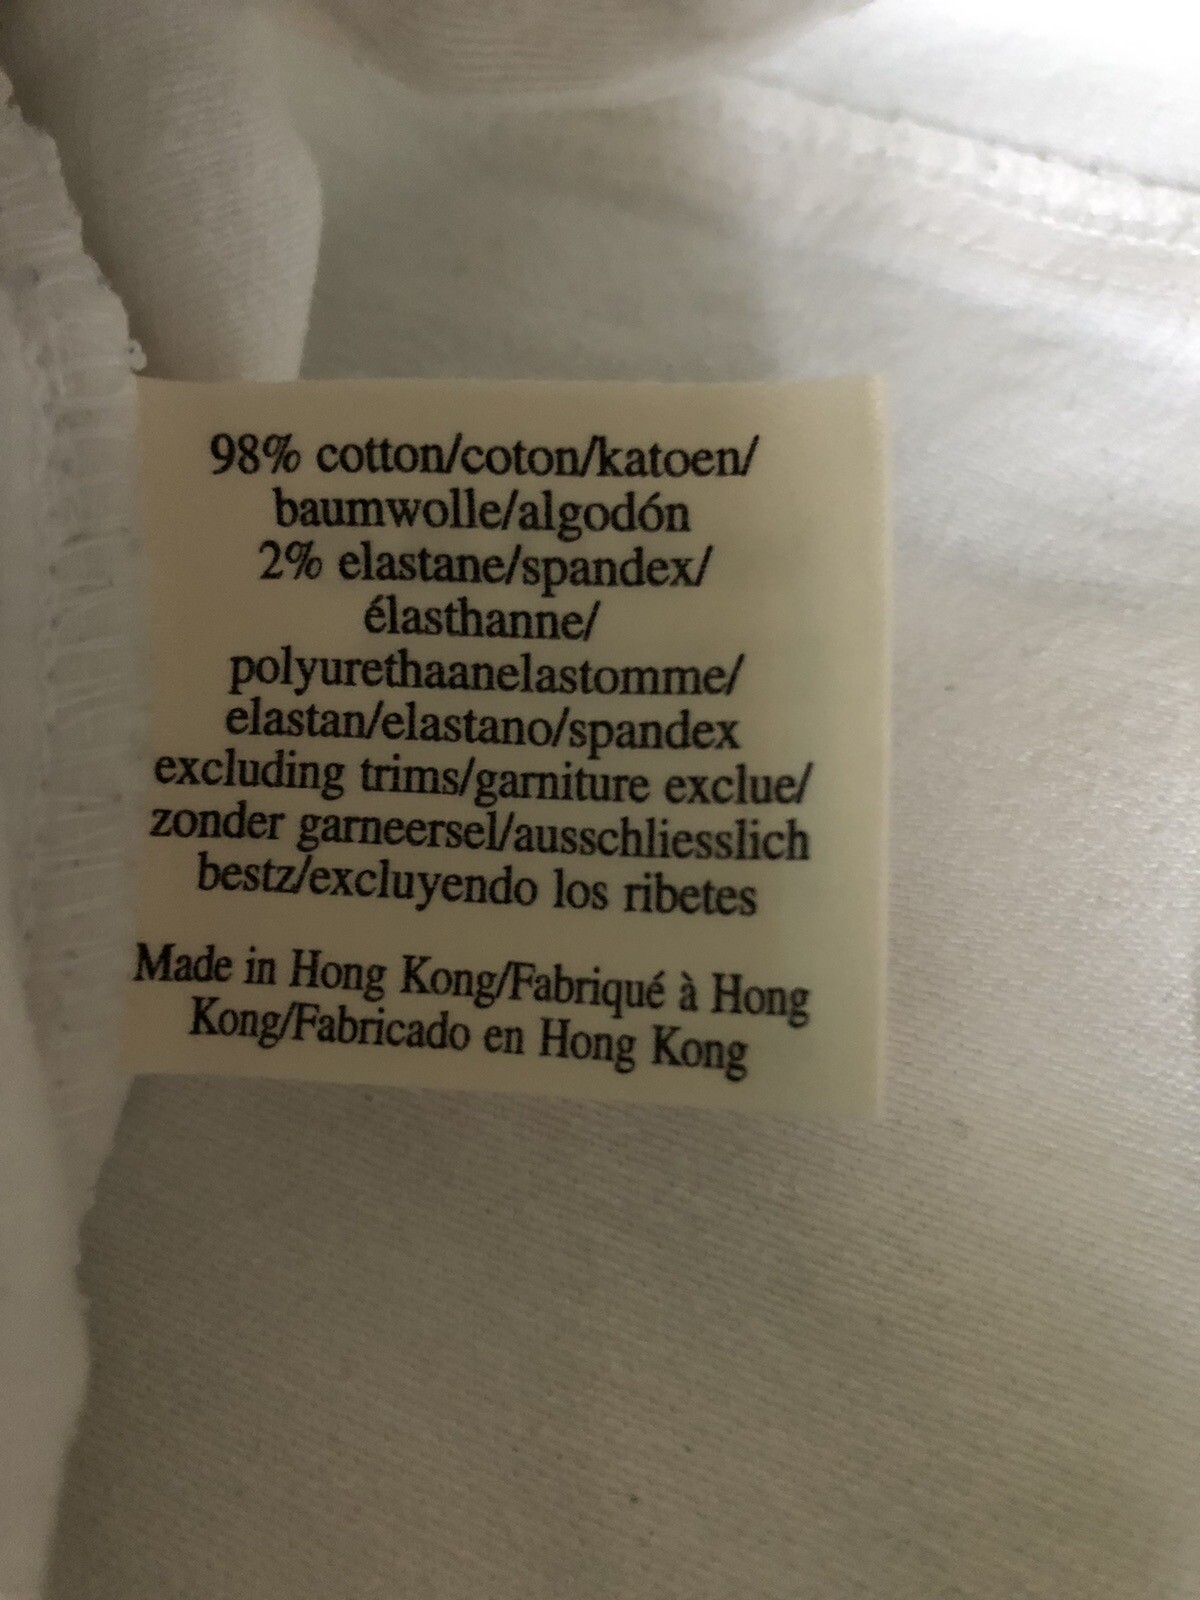 98% cotton/coton/katoen/
baumwolle/algodón
2% elastane/spandex/
élasthanne/
polyurethaanelastomme/
elastan/elastano/spandex
excluding trims/garniture exclue/
zonder garneersel/ausschliesslich
bestz/excluyendo los ribetes
Made in Hong Kong/Fabriqué à Hong
Kong/Fabricado en Hong Kong